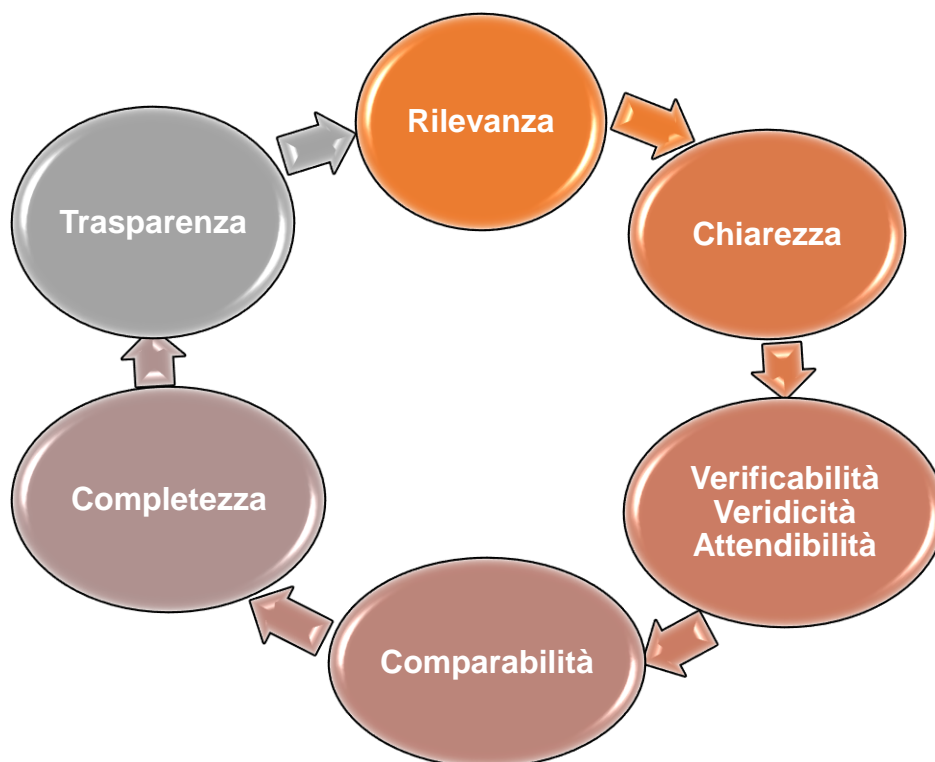 Rilevanza
Chiarezza
Verificabilità
Veridicità
Attendibilità
Comparabilità
Completezza
Trasparenza